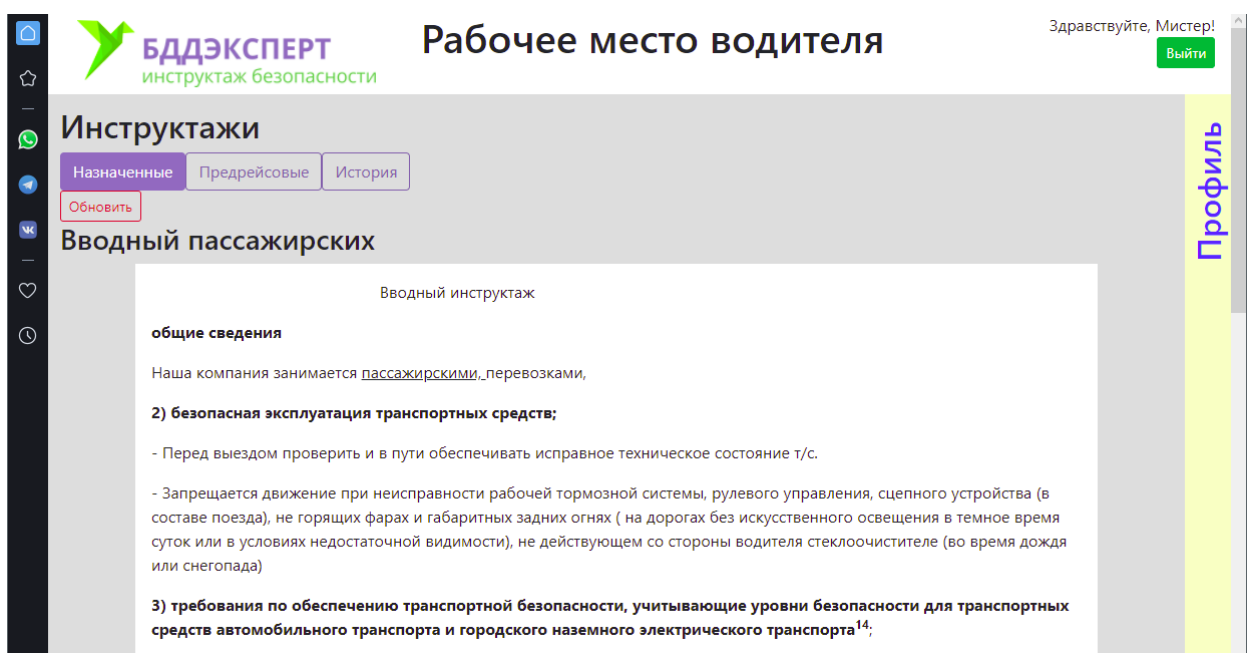 БДДЭКСПЕРТ
инструктаж безопасности
Рабочее место водителя
Здравствуйте, Мистер!
Выйти
Инструктажи
Назначенные Предрейсовые История
Обновить
Профиль
Вводный пассажирских
Вводный инструктаж
общие сведения
Наша компания занимается пассажирскими, перевозками,
2) безопасная эксплуатация транспортных средств;
- Перед выездом проверить и в пути обеспечивать исправное техническое состояние т/с.
- Запрещается движение при неисправности рабочей тормозной системы, рулевого управления, сцепного устройства (в
составе поезда), не горящих фарах и габаритных задних огнях ( на дорогах без искусственного освещения в темное время
суток или в условиях недостаточной видимости), не действующем со стороны водителя стеклоочистителе (во время дождя
или снегопада)
3) требования по обеспечению транспортной безопасности, учитывающие уровни безопасности для транспортных
средств автомобильного транспорта и городского наземного электрического транспорта14;